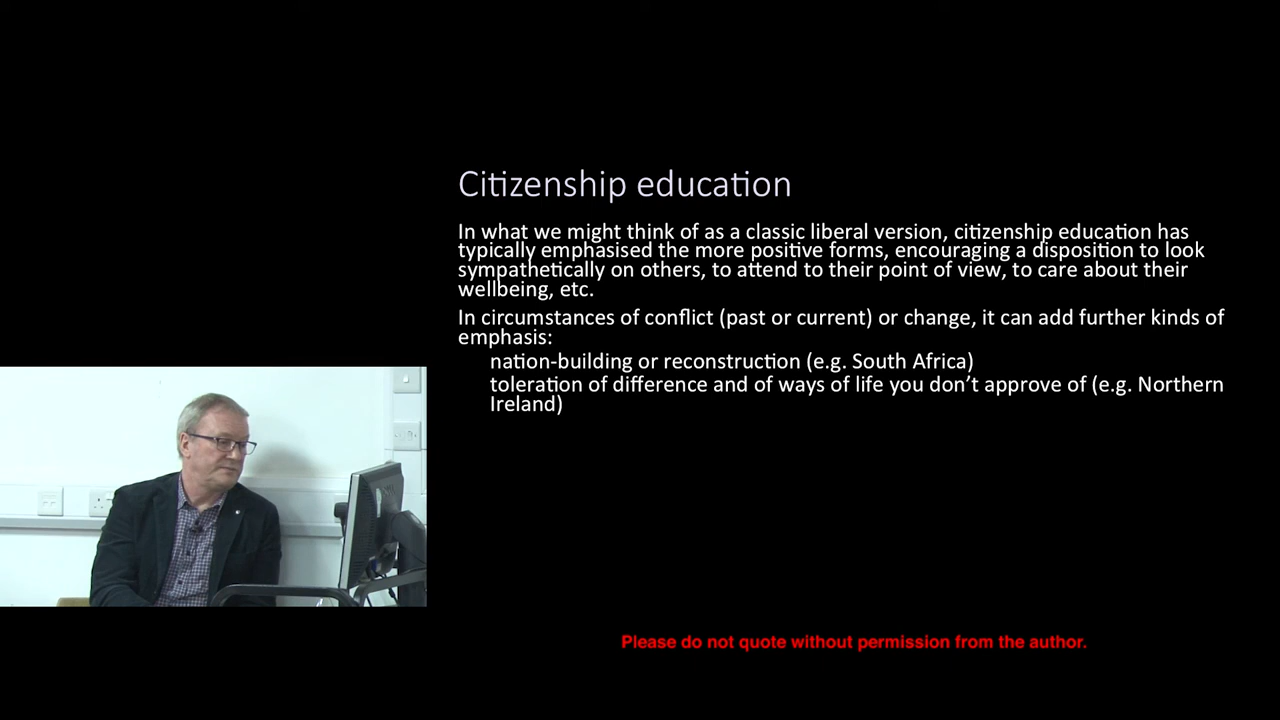 Citizenship education
In what we might think of as a classic liberal version, citizenship education has
typically emphasised the more positive forms, encouraging a disposition to look
sympathetically on others, to attend to their point of view, to care about their
wellbeing, etc.
In circumstances of conflict (past or current) or change, it can add further kinds of
emphasis:
nation-building or reconstruction (e.g. South Africa)
toleration of difference and of ways of life you don’t approve of (e.g. Northern
Ireland)
Please do not quote without permission from the author.